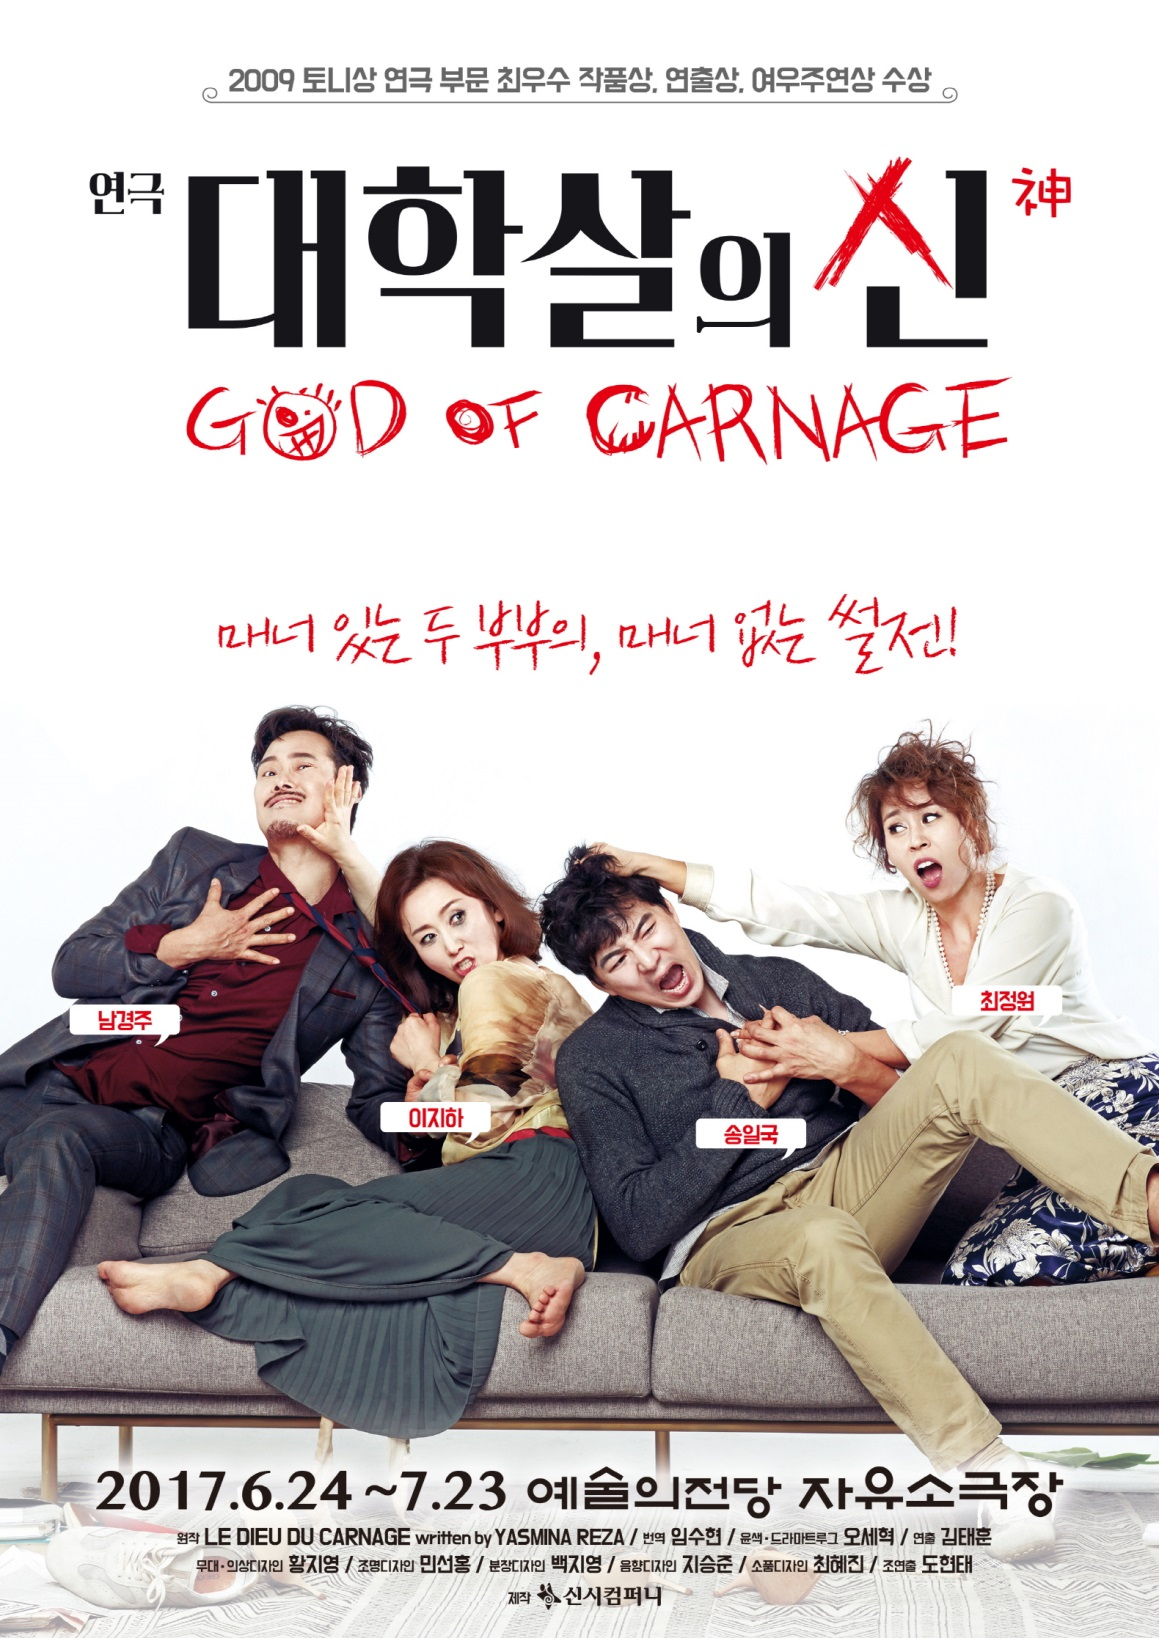 2009 토니상 연극 부문 최우수 작품상, 연출상, 여우주연상 수상
연극 대학살의 신 神
GOD OF CARNAGE
매너 있는 두 부부의, 매너 없는 썰전!
남경주
이지하
송일국
최정원
2017.6.24 ~7.23 예술의전당 자유소극장
원작 LE DIEU DU CARNAGE written by YASMINA REZA / 번역 임수현 / 윤색·드라마트루그 오세혁 / 연출 김태훈
무대·의상디자인 황지영 / 조명디자인 민선홍 / 분장디자인 백지영 / 음향디자인 지승준 / 소품디자인 최혜진 / 조연출 도현태
제작 신시컴퍼니